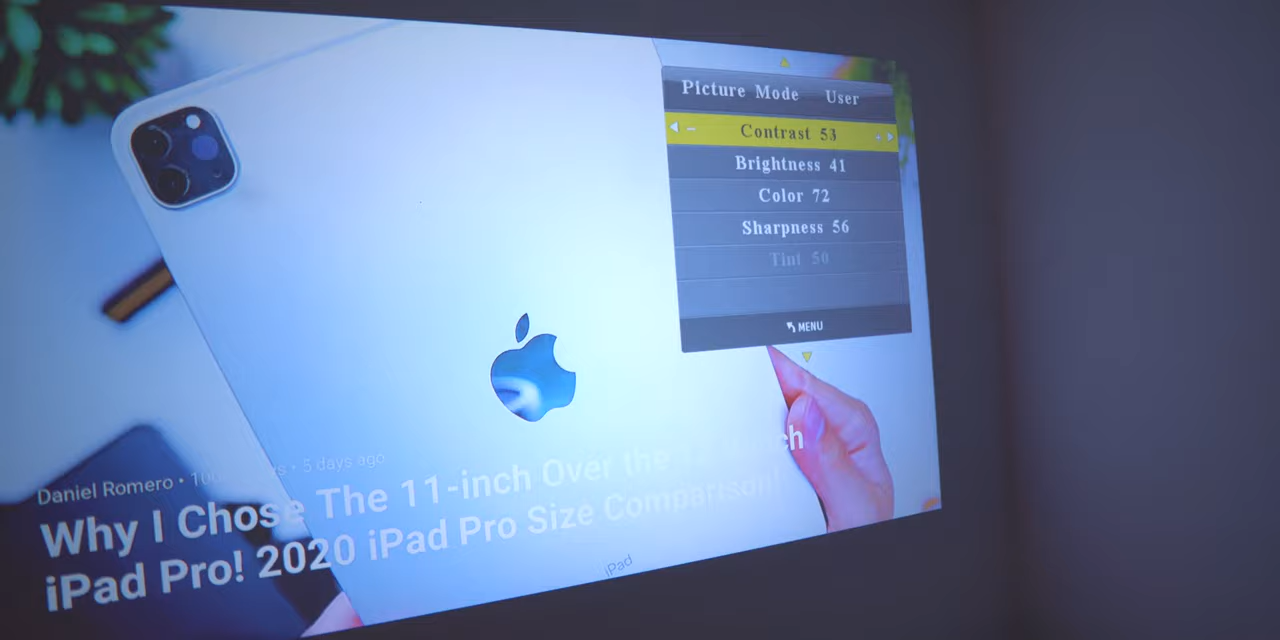 Picture Mode User
Contrast 53
Brightness 41
Color 72
Sharpness 56
Tint 50
MENU
Daniel Romero • 5 days ago
Why I Chose The 11-inch Over the
iPad Pro! 2020 iPad Pro Size Comparison!
iPad